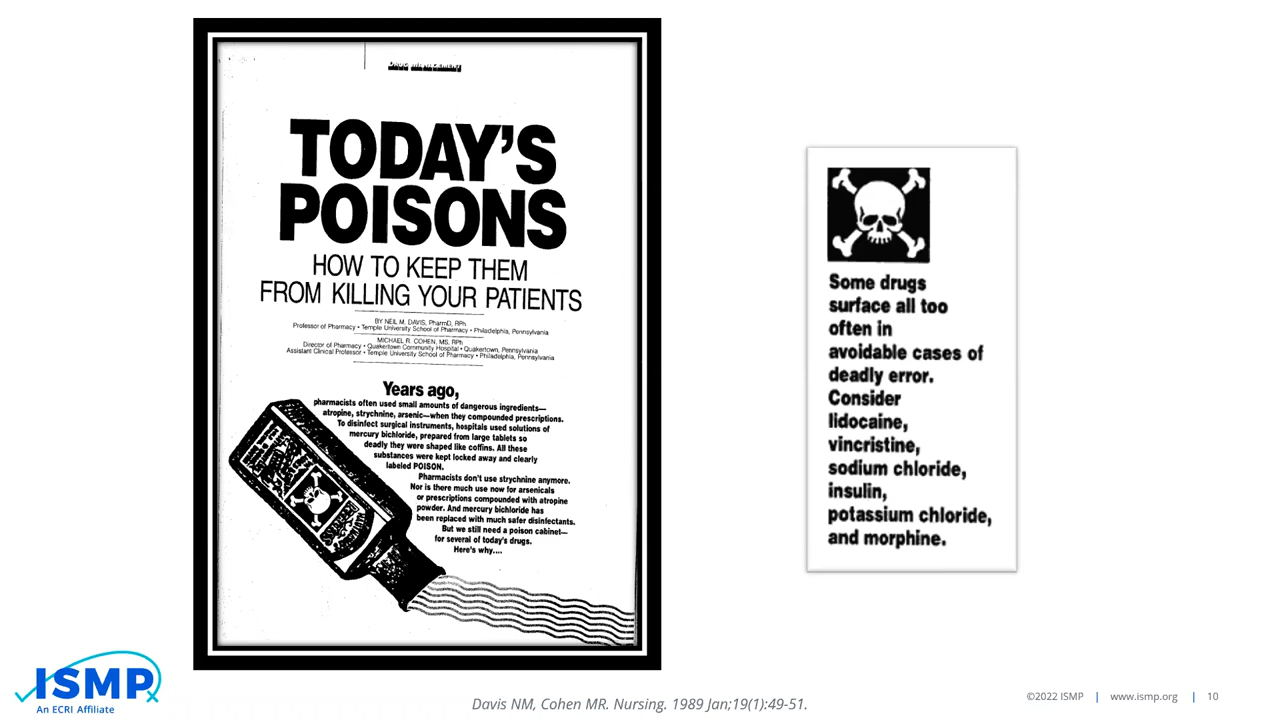 DRUG MANAGEMENT
TODAY'S
POISONS
HOW TO KEEP THEM
FROM KILLING YOUR PATIENTS
BY NEIL M. DAVIS, PharmD, RPh
Professor of Pharmacy • Temple University School of Pharmacy • Philadelphia, Pennsylvania
MICHAEL R. COHEN, MS, RPh
Director of Pharmacy • Quakertown Community Hospital • Quakertown, Pennsylvania
Assistant Clinical Professor • Temple University School of Pharmacy • Philadelphia, Pennsylvania
Years ago,
pharmacists often used small amounts of dangerous ingredients—
atropine, strychnine, arsenic—when they compounded prescriptions.
To disinfect surgical instruments, hospitals used solutions of
mercury bichloride, prepared from large tablets so
deadly they were shaped like coffins. All these
substances were kept locked away and clearly
labeled POISON.
Pharmacists don't use strychnine anymore.
Nor is there much use now for arsenicals
or prescriptions compounded with atropine
powder. And mercury bichloride has
been replaced with much safer disinfectants.
But we still need a poison cabinet—
for several of today's drugs.
Here's why....
Some drugs
surface all too
often in
avoidable cases of
deadly error.
Consider
lidocaine,
vincristine,
sodium chloride,
insulin,
potassium chloride,
and morphine.
ISMP
An ECRI Affiliate
Davis NM, Cohen MR. Nursing. 1989 Jan;19(1):49-51.
©2022 ISMP | www.ismp.org | 10